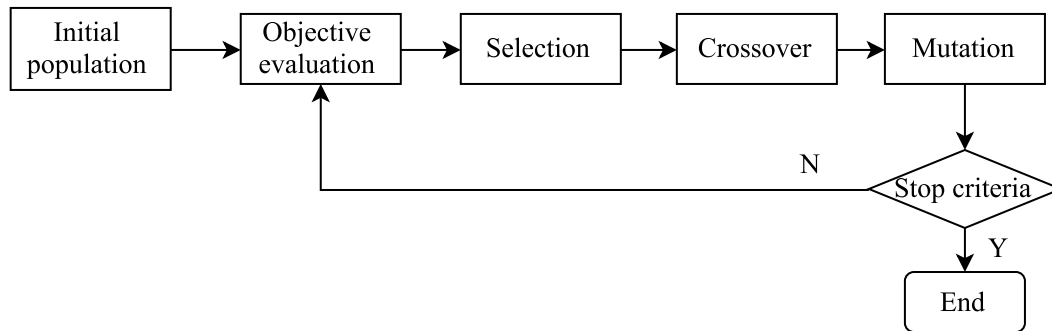 Initial
population
Objective
evaluation
Selection
Crossover
Mutation
N
Stop criteria
Y
End